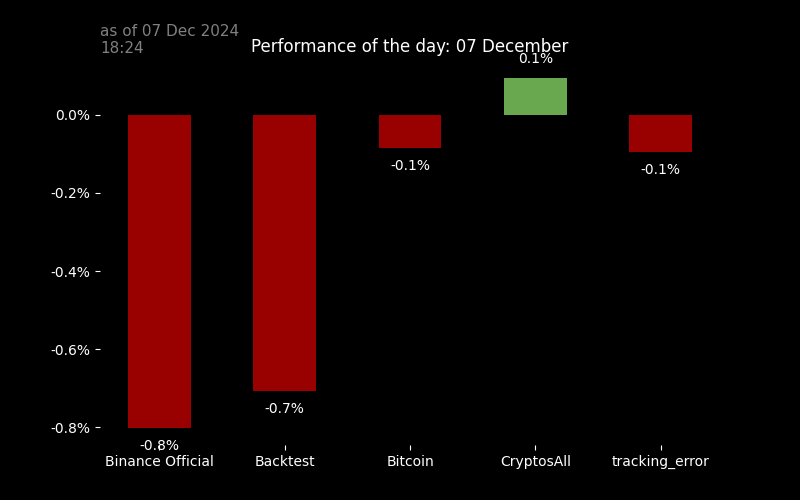 as of 07 Dec 2024
18:24
Performance of the day: 07 December
0.1%
0.0%
-0.1%
-0.1%
-0.2%
-0.4%
-0.6%
-0.7%
-0.8%
-0.8%
Binance Official
Backtest
Bitcoin
CryptosAll
tracking_error